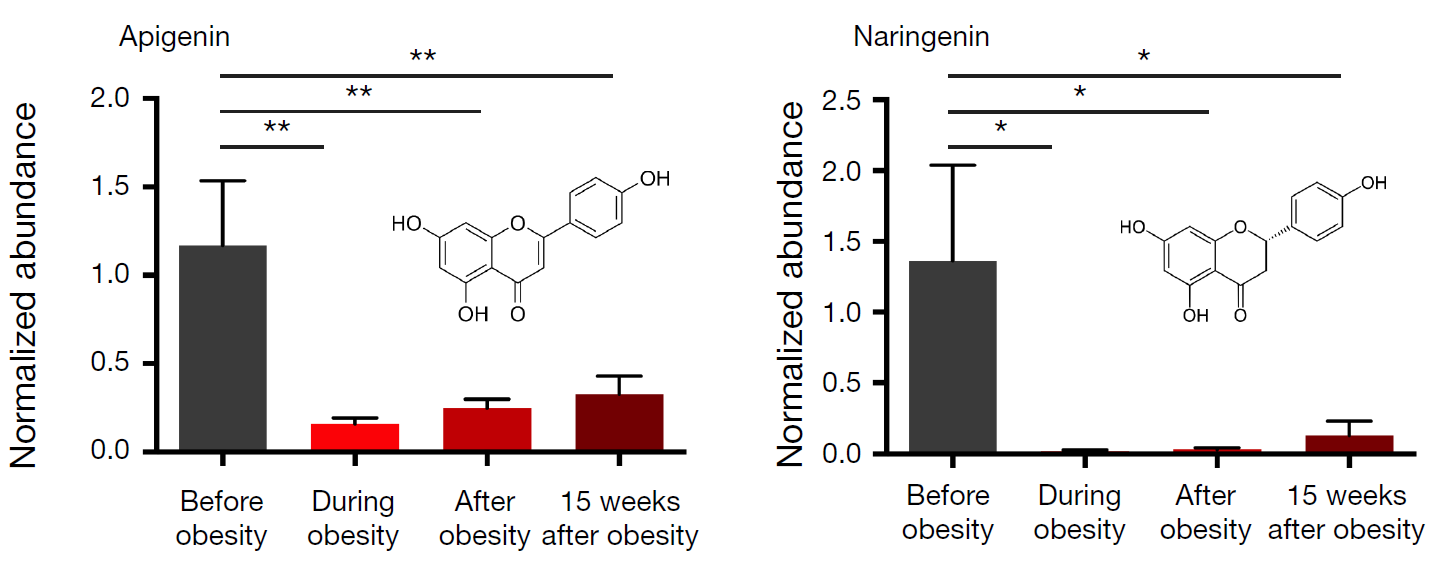 Apigenin
**
**
**
Normalized abundance
2.0
1.5
1.0
0.5
0.0
HO
O
OH
OH
O
Before obesity
During obesity
After obesity
15 weeks after obesity
Naringenin
*
*
*
Normalized abundance
2.5
2.0
1.5
1.0
0.5
0.0
HO
O
OH
OH
O
Before obesity
During obesity
After obesity
15 weeks after obesity